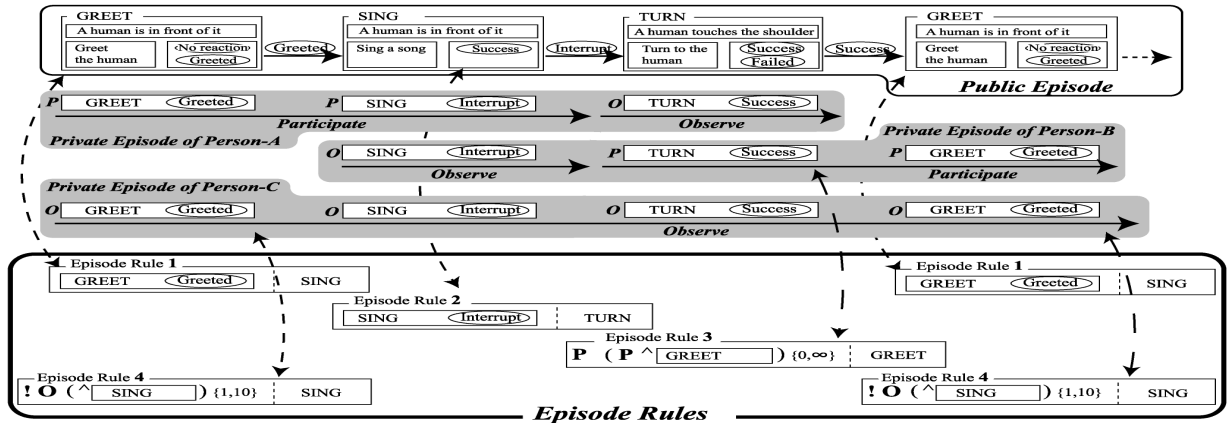 GREET
A human is in front of it
Greet
the human
No reaction
Greeted
Greeted
SING
A human is in front of it
Sing a song
Success
Interrupt
TURN
A human touches the shoulder
Turn to the
human
Success
Failed
Success
GREET
A human is in front of it
Greet
the human
No reaction
Greeted
Public Episode
P GREET Greeted P SING Interrupt O TURN Success
Participate Observe
Private Episode of Person-A Private Episode of Person-B
O SING Interrupt P TURN Success P GREET Greeted
Observe Participate
Private Episode of Person-C
O GREET Greeted O SING Interrupt O TURN Success O GREET Greeted
Observe
Episode Rule 1
GREET Greeted SING
Episode Rule 1
GREET Greeted SING
Episode Rule 2
SING Interrupt TURN
Episode Rule 3
P ( P ^ GREET ) {0,∞} GREET
Episode Rule 4
! O ( ^ SING ) {1,10} SING
Episode Rule 4
! O ( ^ SING ) {1,10} SING
Episode Rules